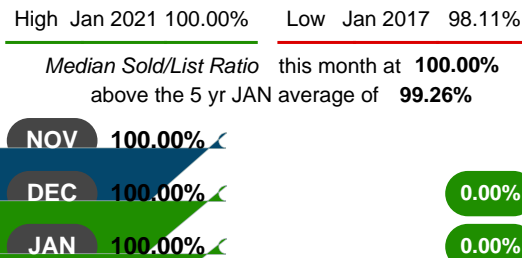 High Jan 2021 100.00% Low Jan 2017 98.11%
Median Sold/List Ratio this month at 100.00%
above the 5 yr JAN average of 99.26%
NOV 100.00%
DEC 100.00% 0.00%
JAN 100.00% 0.00%